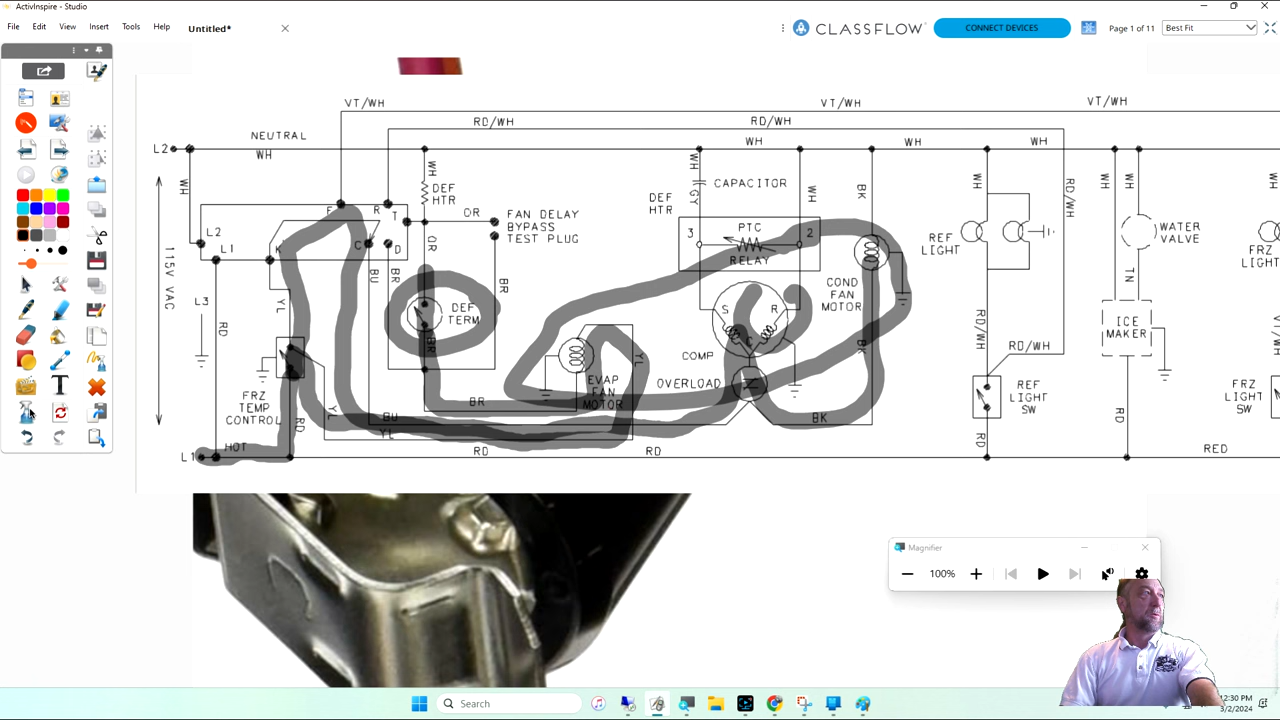 ActivInspire - Studio
File Edit View Insert Tools Help Untitled*
CLASSFLOW CONNECT DEVICES Page 1 of 11 Best Fit
VT/WH VT/WH VT/WH
RD/WH RD/WH
NEUTRAL WH WH WH
L2 WH
WH
WH
DEF
HTR
WH
GY
CAPACITOR
DEF
HTR
WH
BK
WH
RD/WH
WH
WH
F R T
OR
FAN DELAY
BYPASS
TEST PLUG
L2
L1
K
C
D
OR
BU
BR
BR
3 PTC 2
RELAY
REF
LIGHT
WATER
VALVE
FRZ
LIGHT
115V VAC
L3
RD
YL
DEF
TERM
BR
S R
C
COMP
COND
FAN
MOTOR
TN
ICE
MAKER
RD/WH
RD/WH
EVAP
FAN
MOTOR
YL
OVERLOAD
BK
FRZ
TEMP
CONTROL
RD
YL
BR
BU
YL
BK
REF
LIGHT
SW
RD
RD
FRZ
LIGHT
SW
L1 HOT RD RD RED
Magnifier
100%
Search
12:30 PM
3/2/2024